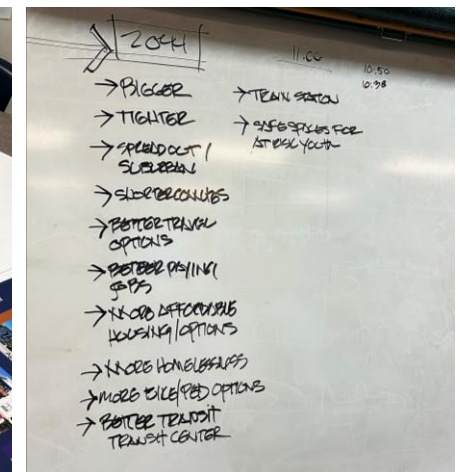 2044
11:00
10:50
10:38
→ BIGGER
→ TIGHTER
→ SPREAD OUT /
SUBURBAN
→ SHORTER COMMUTES
→ BETTER TRAVEL
OPTIONS
→ BETTER PAYING
JOBS
→ MORE AFFORDABLE
HOUSING/OPTIONS
→ MORE HOMELESSNESS
→ MORE BIKE/PED OPTIONS
→ BETTER TRANSIT
TRANSIT CENTER
→ TRAIN STATION
→ SAFE SPACES FOR
AT RISK YOUTH